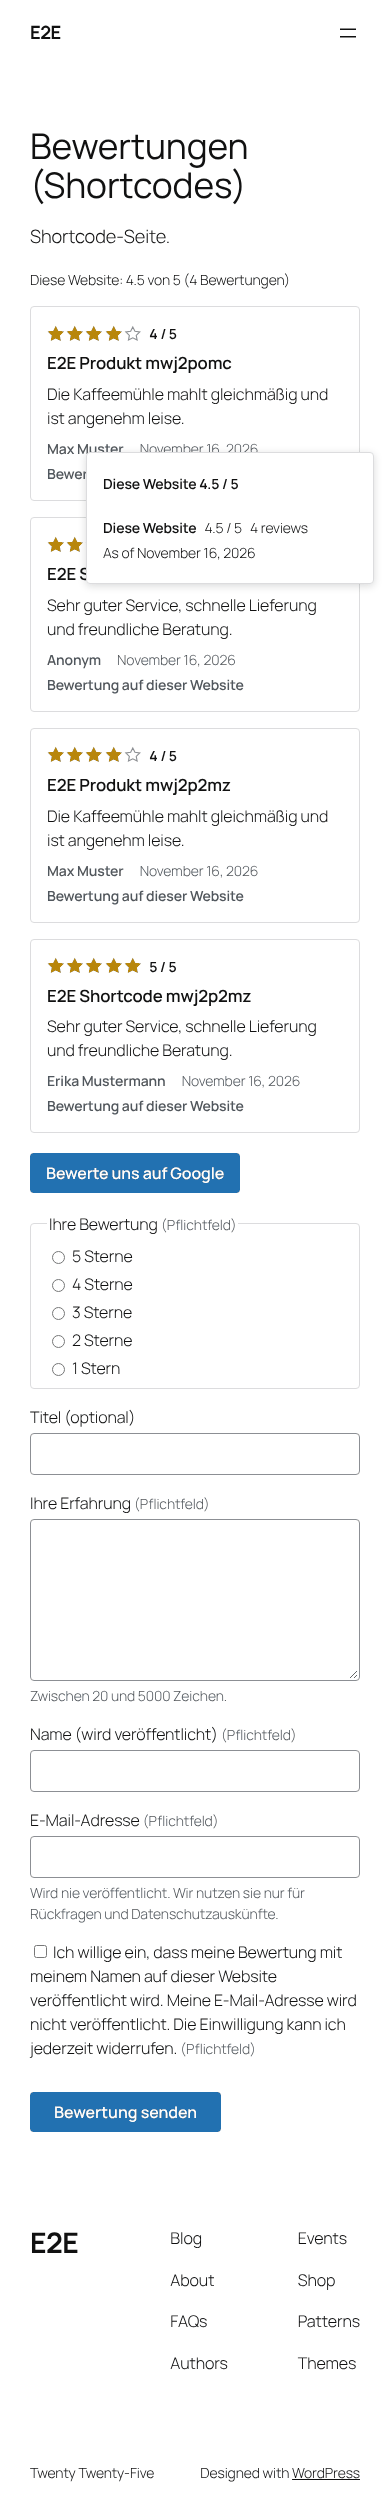 E2E
Bewertungen
(Shortcodes)
Shortcode-Seite.
Diese Website: 4.5 von 5 (4 Bewertungen)
4 / 5
E2E Produkt mwj2pomc
Die Kaffeemühle mahlt gleichmäßig und
ist angenehm leise.
Max Muster November 16, 2026
Diese Website 4.5 / 5
Diese Website 4.5 / 5 4 reviews
As of November 16, 2026
Sehr guter Service, schnelle Lieferung
und freundliche Beratung.
Anonym November 16, 2026
Bewertung auf dieser Website
4 / 5
E2E Produkt mwj2p2mz
Die Kaffeemühle mahlt gleichmäßig und
ist angenehm leise.
Max Muster November 16, 2026
Bewertung auf dieser Website
5 / 5
E2E Shortcode mwj2p2mz
Sehr guter Service, schnelle Lieferung
und freundliche Beratung.
Erika Mustermann November 16, 2026
Bewertung auf dieser Website
Bewerte uns auf Google
Ihre Bewertung (Pflichtfeld)
5 Sterne
4 Sterne
3 Sterne
2 Sterne
1 Stern
Titel (optional)
Ihre Erfahrung (Pflichtfeld)
Zwischen 20 und 5000 Zeichen.
Name (wird veröffentlicht) (Pflichtfeld)
E-Mail-Adresse (Pflichtfeld)
Wird nie veröffentlicht. Wir nutzen sie nur für
Rückfragen und Datenschutzauskünfte.
Ich willige ein, dass meine Bewertung mit
meinem Namen auf dieser Website
veröffentlicht wird. Meine E-Mail-Adresse wird
nicht veröffentlicht. Die Einwilligung kann ich
jederzeit widerrufen. (Pflichtfeld)
Bewertung senden
E2E
Blog
About
FAQs
Authors
Events
Shop
Patterns
Themes
Twenty Twenty-Five
Designed with WordPress